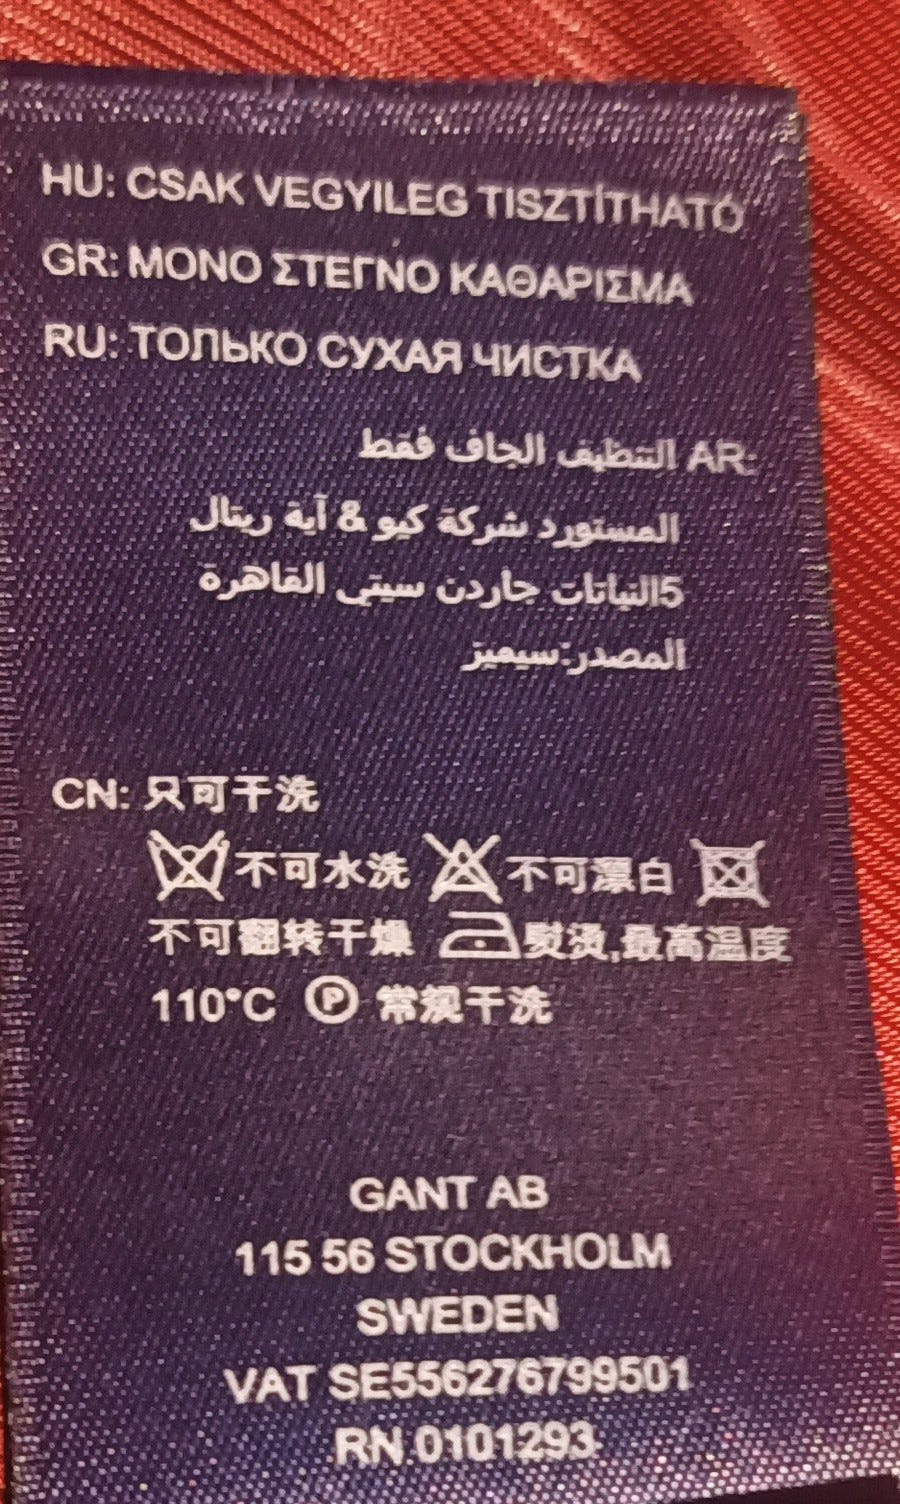 HU: CSAK VEGYILEG TISZTÍTHATÓ
GR: ΜΟΝΟ ΣΤΕΓΝΟ ΚΑΘΑΡΙΣΜΑ
RU: ТОЛЬКО СУХАЯ ЧИСТКА
AR: التنظيف الجاف فقط
المستورد شركة كيو & آية ريتال
5النباتات جاردن سيتي القاهرة
المصدر:سيميز
CN: 只可干洗
不可水洗 不可漂白
不可翻转干燥 熨烫,最高温度
110°C Ⓟ 常规干洗
GANT AB
115 56 STOCKHOLM
SWEDEN
VAT SE556276799501
RN 0101293